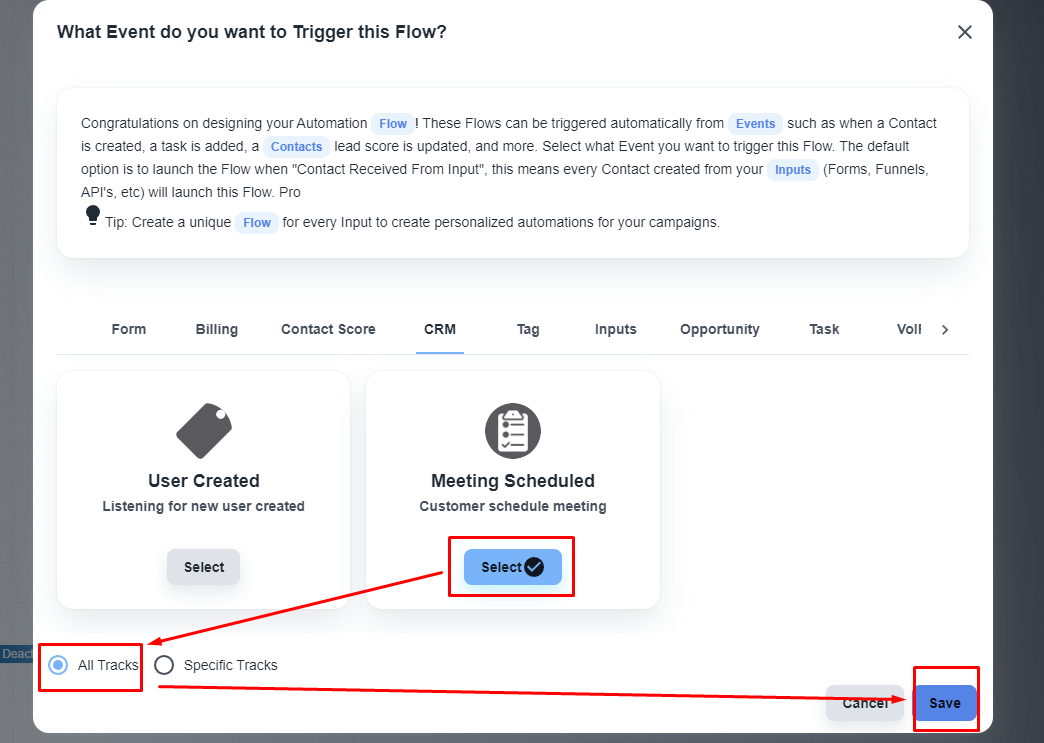 What Event do you want to Trigger this Flow?
Congratulations on designing your Automation Flow ! These Flows can be triggered automatically from Events such as when a Contact
is created, a task is added, a Contacts lead score is updated, and more. Select what Event you want to trigger this Flow. The default
option is to launch the Flow when "Contact Received From Input", this means every Contact created from your Inputs (Forms, Funnels,
API's, etc) will launch this Flow. Pro
Tip: Create a unique Flow for every Input to create personalized automations for your campaigns.
Form Billing Contact Score CRM Tag Inputs Opportunity Task
User Created
Listening for new user created
Select
Meeting Scheduled
Customer schedule meeting
Select
Deact
All Tracks Specific Tracks
Cancel Save